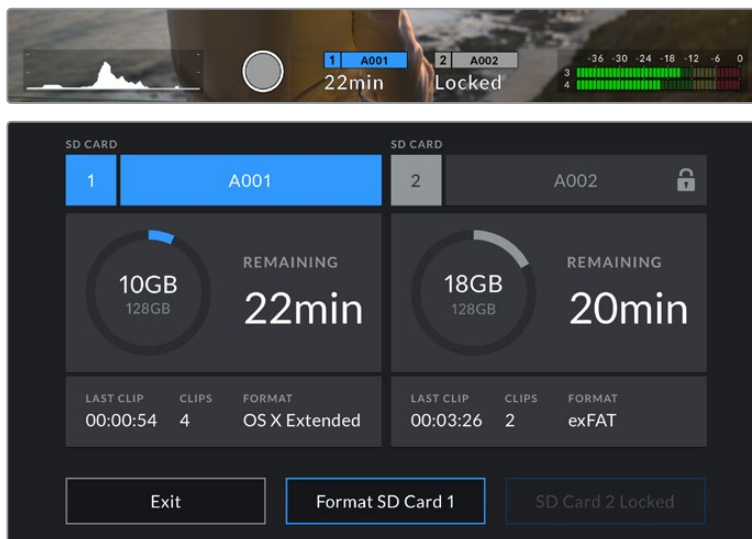 1 A001 2 A002
22min Locked
-36 -30 -24 -18 -12 -6 0
3
4
SD CARD SD CARD
1 A001 2 A002
10GB
128GB
REMAINING
22min
18GB
128GB
REMAINING
20min
LAST CLIP CLIPS FORMAT
00:00:54 4 OS X Extended
LAST CLIP CLIPS FORMAT
00:03:26 2 exFAT
Exit Format SD Card 1 SD Card 2 Locked